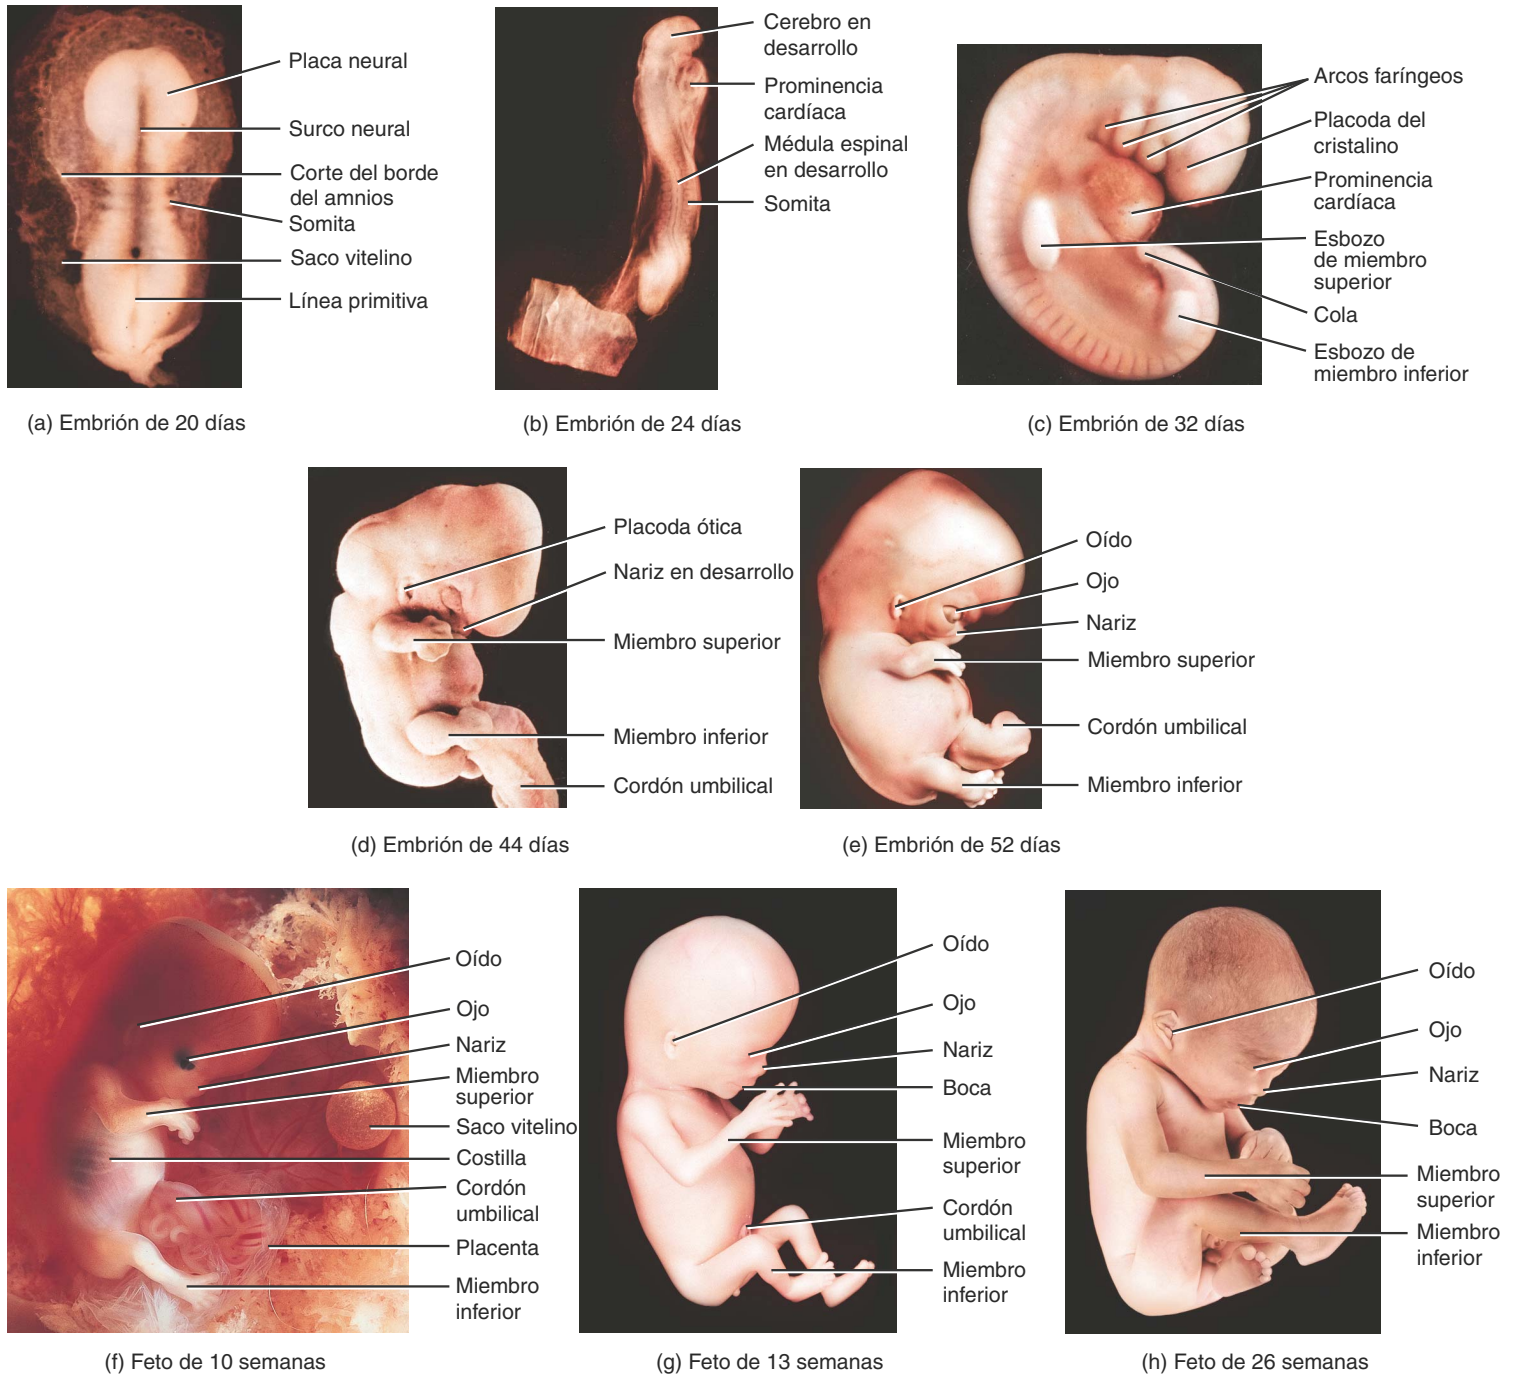 Placa neural
Surco neural
Corte del borde
del amnios
Somita
Saco vitelino
Línea primitiva
(a) Embrión de 20 días
Cerebro en
desarrollo
Prominencia
cardíaca
Médula espinal
en desarrollo
Somita
(b) Embrión de 24 días
Arcos faríngeos
Placoda del
cristalino
Prominencia
cardíaca
Esbozo
de miembro
superior
Cola
Esbozo de
miembro inferior
(c) Embrión de 32 días
Placoda ótica
Nariz en desarrollo
Miembro superior
Miembro inferior
Cordón umbilical
(d) Embrión de 44 días
Oído
Ojo
Nariz
Miembro superior
Cordón umbilical
Miembro inferior
(e) Embrión de 52 días
Oído
Ojo
Nariz
Miembro
superior
Saco vitelino
Costilla
Cordón
umbilical
Placenta
Miembro
inferior
(f) Feto de 10 semanas
Oído
Ojo
Nariz
Boca
Miembro
superior
Cordón
umbilical
Miembro
inferior
(g) Feto de 13 semanas
Oído
Ojo
Nariz
Boca
Miembro
superior
Miembro
inferior
(h) Feto de 26 semanas